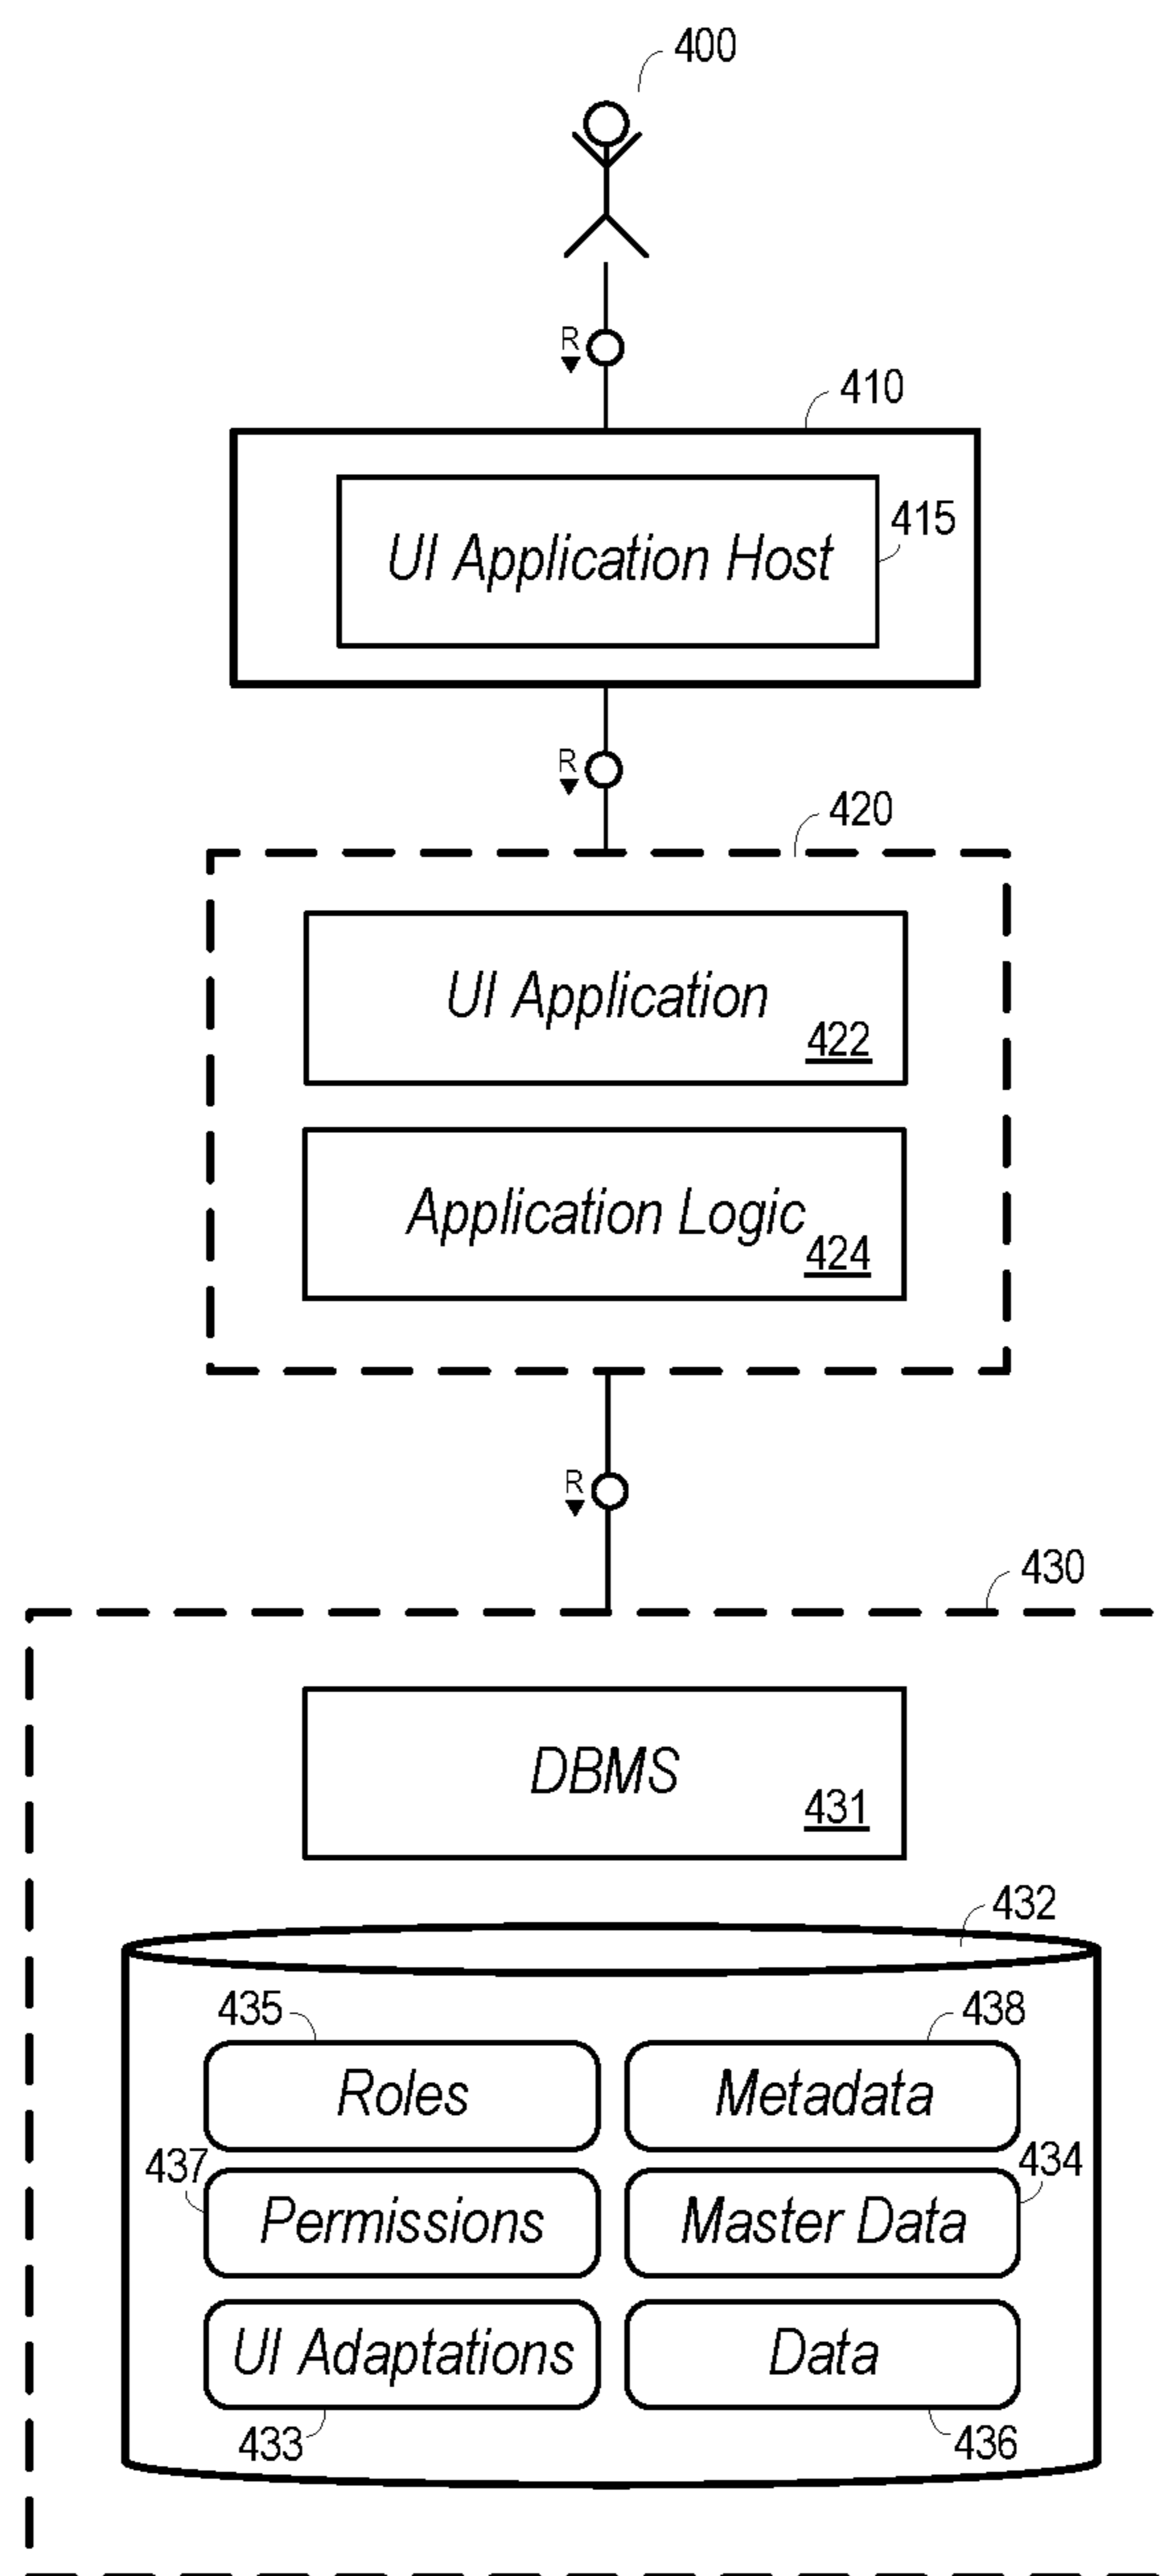 400
R
410
UI Application Host
415
R
420
UI Application
422
Application Logic
424
R
430
DBMS
431
432
435
438
Roles
Metadata
437
434
Permissions
Master Data
UI Adaptations
Data
433
436